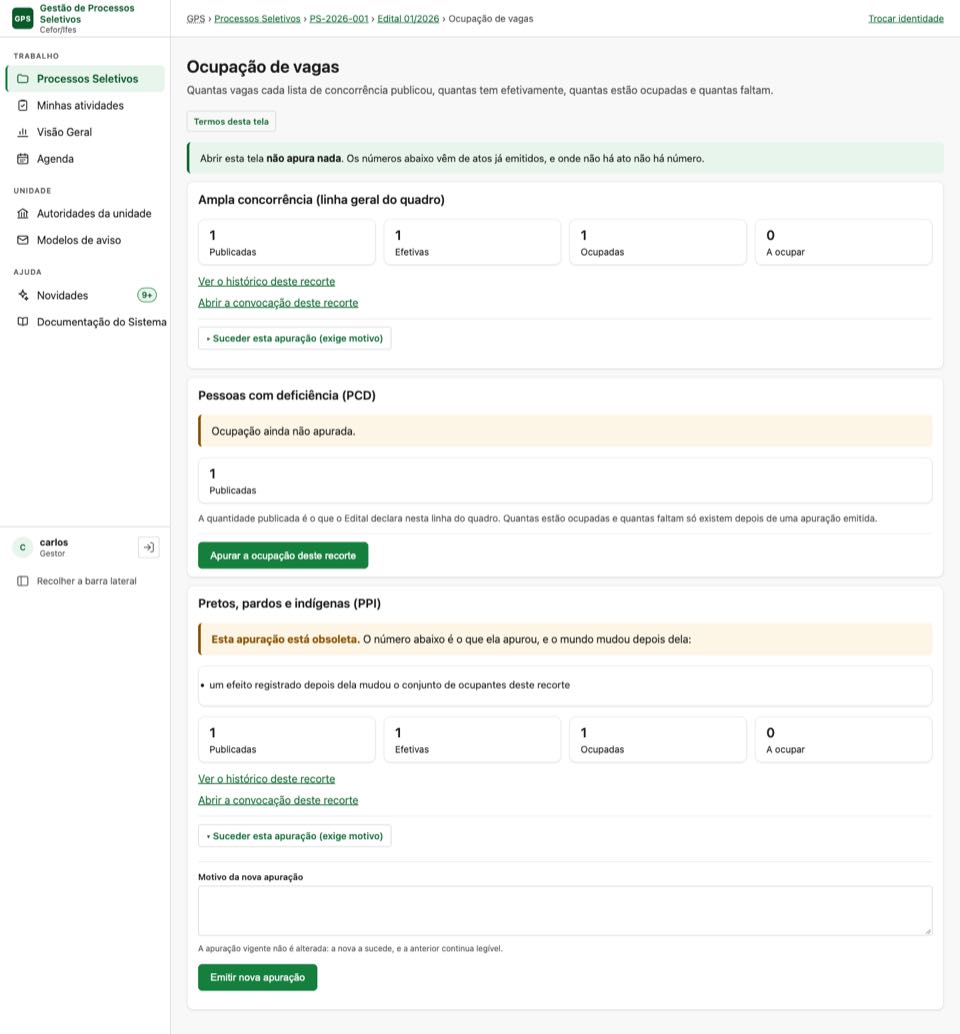 GPS
Gestão de Processos
Seletivos
Cefor/Ifes
GPS › Processos Seletivos › PS-2026-001 › Edital 01/2026 › Ocupação de vagas
Trocar identidade
TRABALHO
Processos Seletivos
Minhas atividades
Visão Geral
Agenda
UNIDADE
Autoridades da unidade
Modelos de aviso
AJUDA
Novidades
9+
Documentação do Sistema
C
carlos
Gestor
Recolher a barra lateral
Ocupação de vagas
Quantas vagas cada lista de concorrência publicou, quantas tem efetivamente, quantas estão ocupadas e quantas faltam.
Termos desta tela
Abrir esta tela não apura nada. Os números abaixo vêm de atos já emitidos, e onde não há ato não há número.
Ampla concorrência (linha geral do quadro)
1
Publicadas
1
Efetivas
1
Ocupadas
0
A ocupar
Ver o histórico deste recorte
Abrir a convocação deste recorte
▸ Suceder esta apuração (exige motivo)
Pessoas com deficiência (PCD)
Ocupação ainda não apurada.
1
Publicadas
A quantidade publicada é o que o Edital declara nesta linha do quadro. Quantas estão ocupadas e quantas faltam só existem depois de uma apuração emitida.
Apurar a ocupação deste recorte
Pretos, pardos e indígenas (PPI)
Esta apuração está obsoleta. O número abaixo é o que ela apurou, e o mundo mudou depois dela:
• um efeito registrado depois dela mudou o conjunto de ocupantes deste recorte
1
Publicadas
1
Efetivas
1
Ocupadas
0
A ocupar
Ver o histórico deste recorte
Abrir a convocação deste recorte
▾ Suceder esta apuração (exige motivo)
Motivo da nova apuração
A apuração vigente não é alterada: a nova a sucede, e a anterior continua legível.
Emitir nova apuração